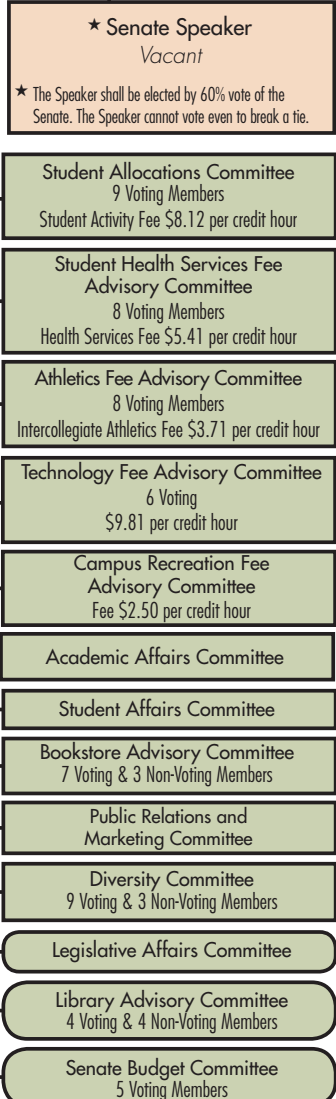 ★ Senate Speaker
Vacant
★ The Speaker shall be elected by 60% vote of the
Senate. The Speaker cannot vote even to break a tie.
Student Allocations Committee
9 Voting Members
Student Activity Fee $8.12 per credit hour
Student Health Services Fee
Advisory Committee
8 Voting Members
Health Services Fee $5.41 per credit hour
Athletics Fee Advisory Committee
8 Voting Members
Intercollegiate Athletics Fee $3.71 per credit hour
Technology Fee Advisory Committee
6 Voting
$9.81 per credit hour
Campus Recreation Fee
Advisory Committee
Fee $2.50 per credit hour
Academic Affairs Committee
Student Affairs Committee
Bookstore Advisory Committee
7 Voting & 3 Non-Voting Members
Public Relations and
Marketing Committee
Diversity Committee
9 Voting & 3 Non-Voting Members
Legislative Affairs Committee
Library Advisory Committee
4 Voting & 4 Non-Voting Members
Senate Budget Committee
5 Voting Members